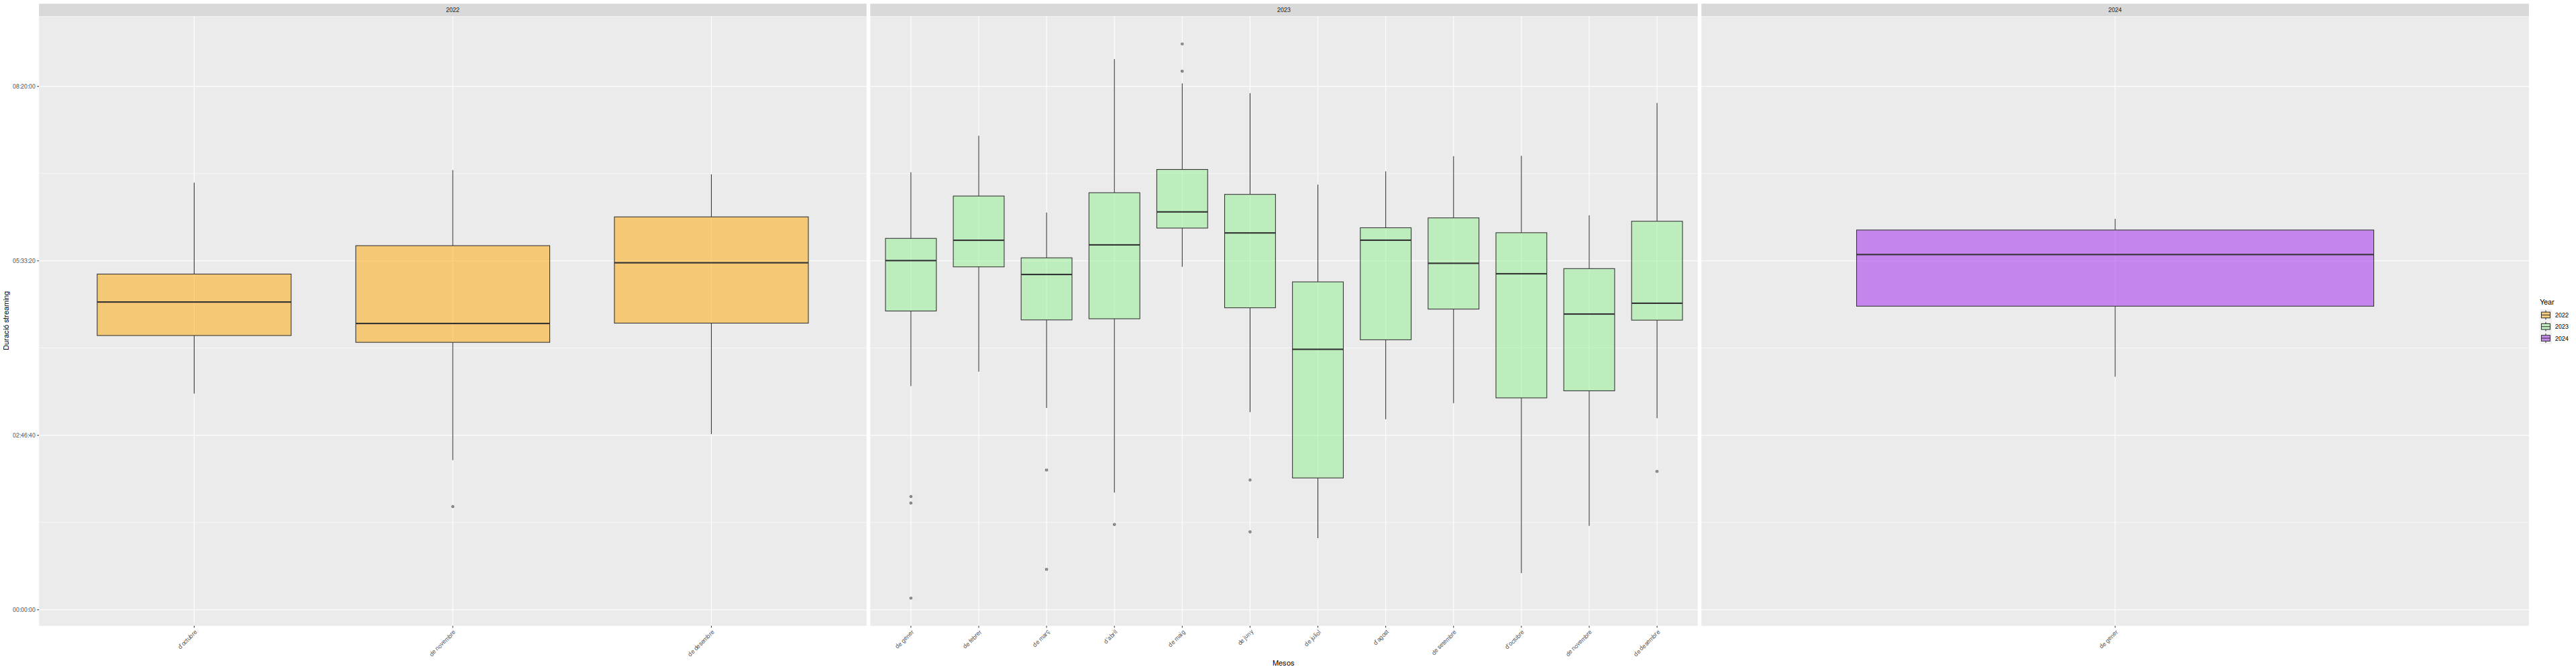 2022
2023
2024
08:20:00
05:33:20
02:46:40
00:00:00
Duració streaming
d'octubre
de novembre
de desembre
de gener
de febrer
de març
d'abril
de maig
de juny
de juliol
d'agost
de setembre
d'octubre
de novembre
de desembre
de gener
Mesos
Year
2022
2023
2024